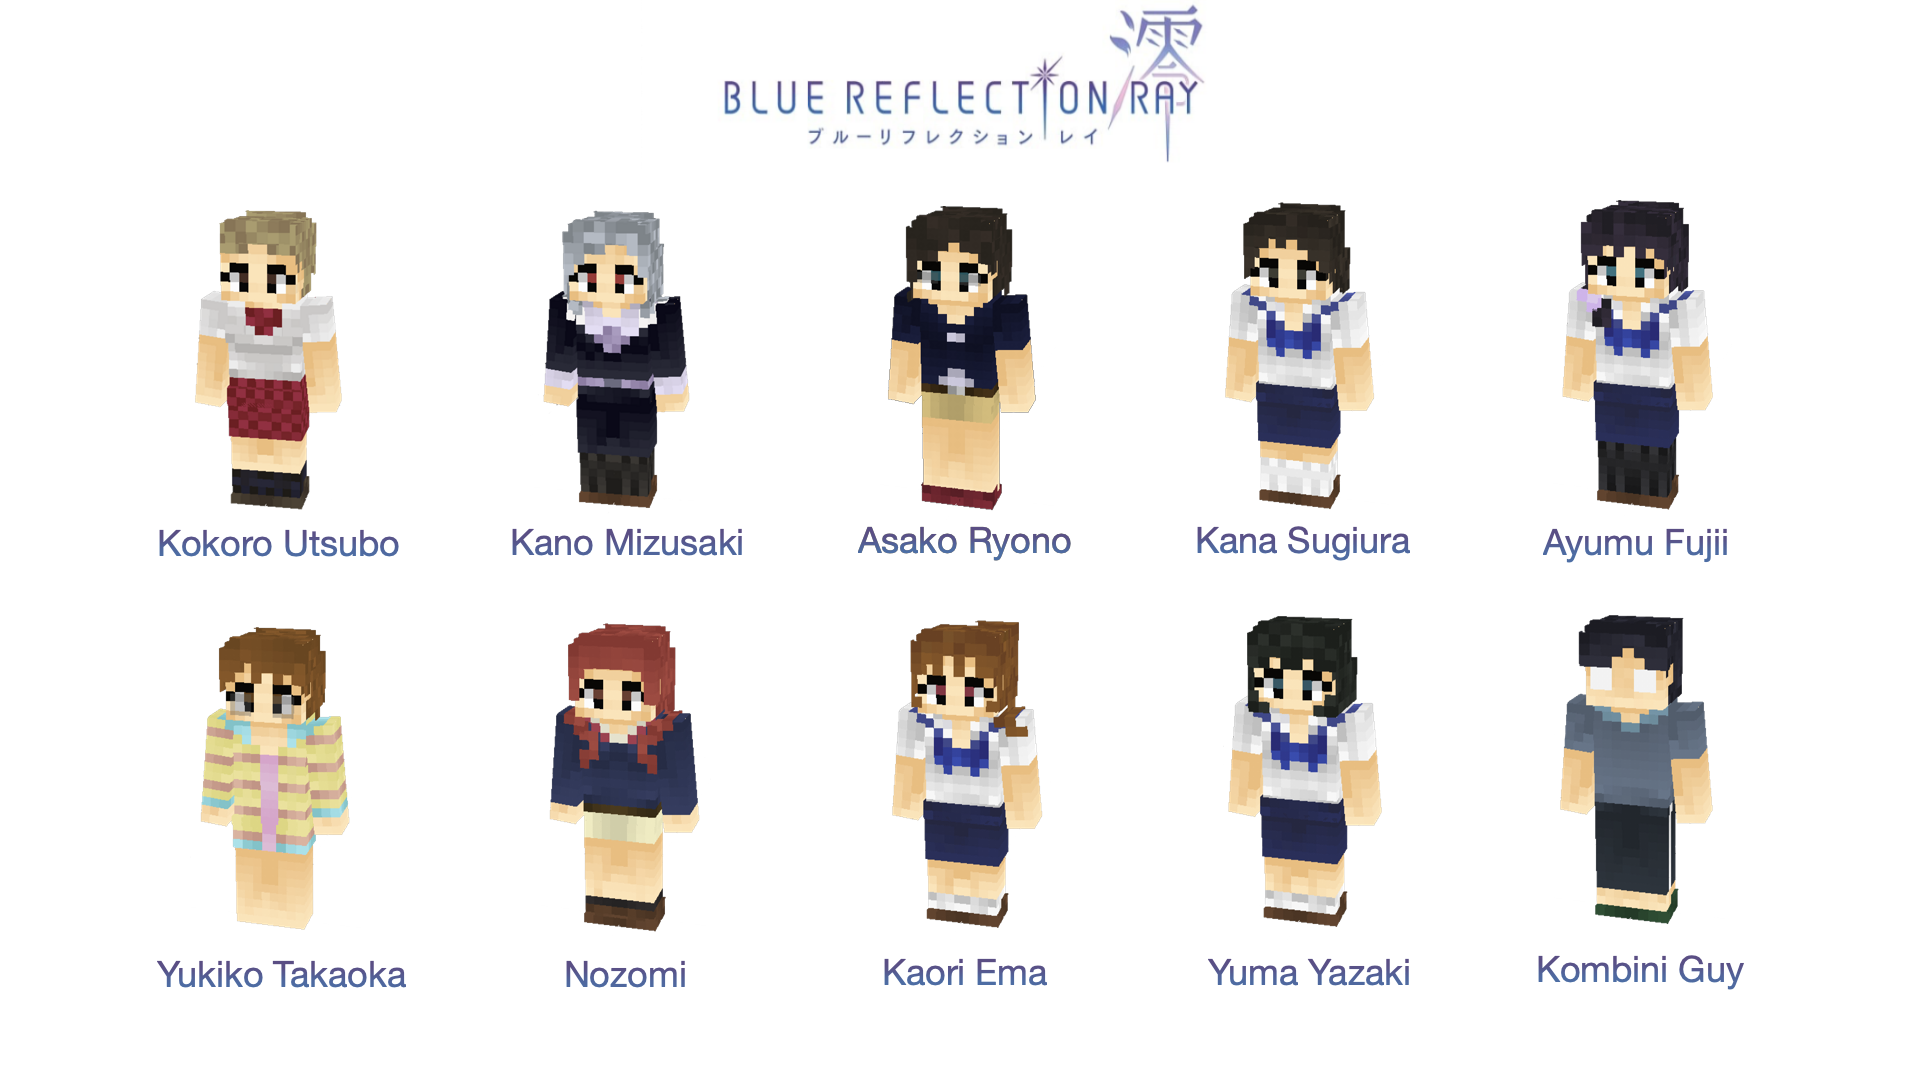 澪
BLUE REFLECTION RAY
ブルーリフレクション レイ
Kokoro Utsubo
Kano Mizusaki
Asako Ryono
Kana Sugiura
Ayumu Fujii
Yukiko Takaoka
Nozomi
Kaori Ema
Yuma Yazaki
Kombini Guy